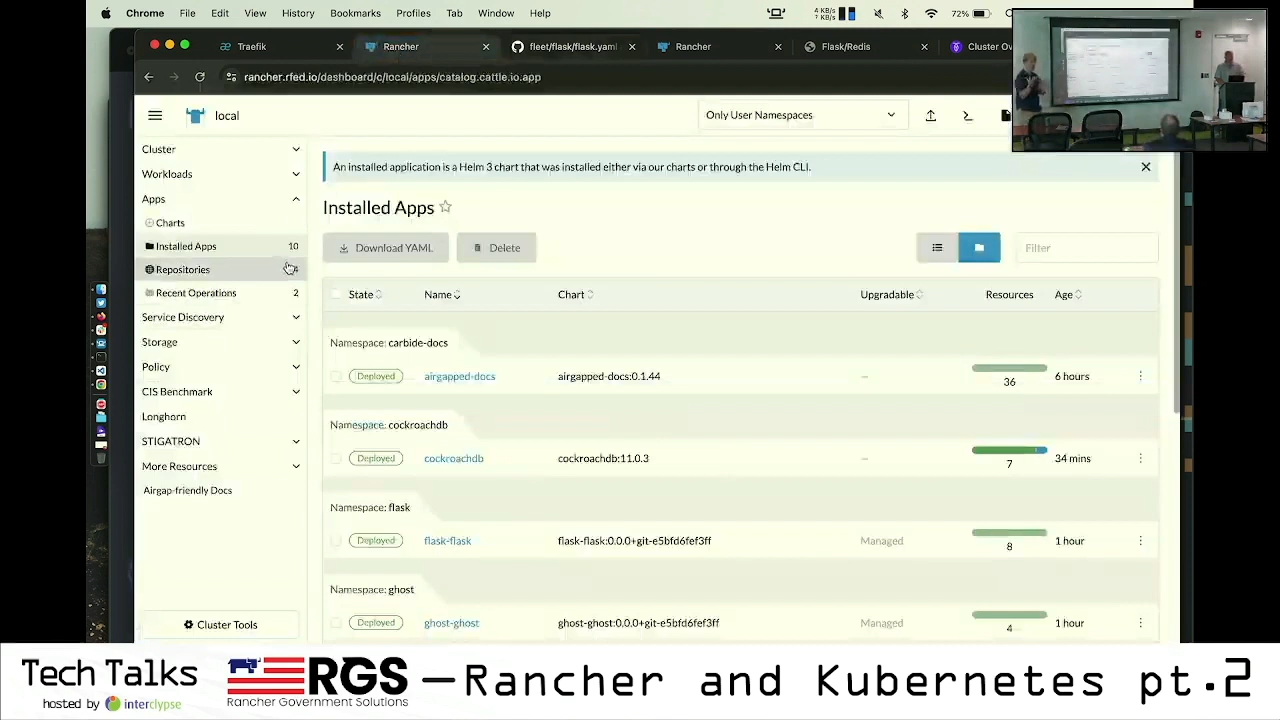 Chrome File Edit View History Bookmarks Profiles Tab Window Help
4 KB/s
7 KB/s
72%
Traefik
flask/flask.yaml
Rancher
Flask/Redis
Cluster Ov
rancher.rfed.io/dashboard/c/local/apps/catalog.cattle.io.app
local
Only User Namespaces
Cluster
Workloads
Apps
Charts
Installed Apps 10
Repositories 4
Recent Operations 2
Service Discovery
Storage
Policy
CIS Benchmark
Longhorn
STIGATRON
More Resources
Airgap-friendly Docs
Cluster Tools
An installed application is a Helm 3 chart that was installed either via our charts or through the Helm CLI.
Installed Apps
Download YAML
Delete
Filter
State Name Chart Upgradable Resources Age
Namespace: carbide-docs
Deployed airgapped-docs airgapped-docs:0.1.44 — 36 6 hours
Namespace: cockroachdb
Deployed cockroachdb cockroachdb:11.0.3 — 7 34 mins
Namespace: flask
Deployed flask-flask flask-flask:0.0.0+git-e5bfd6fef3ff Managed 8 1 hour
Namespace: ghost
Deployed ghost-ghost ghost-ghost:0.0.0+git-e5bfd6fef3ff Managed 4 1 hour
Tech Talks
hosted by interclypse
RGS
Rancher Government Solutions
—Rancher and Kubernetes pt.2